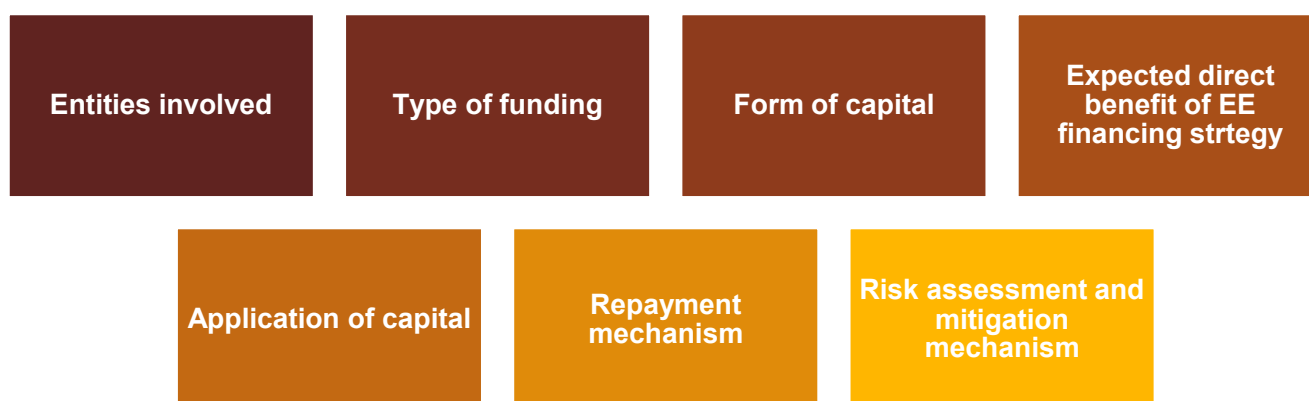 Entities involved
Type of funding
Form of capital
Expected direct
benefit of EE
financing strtegy
Application of capital
Repayment
mechanism
Risk assessment and
mitigation
mechanism